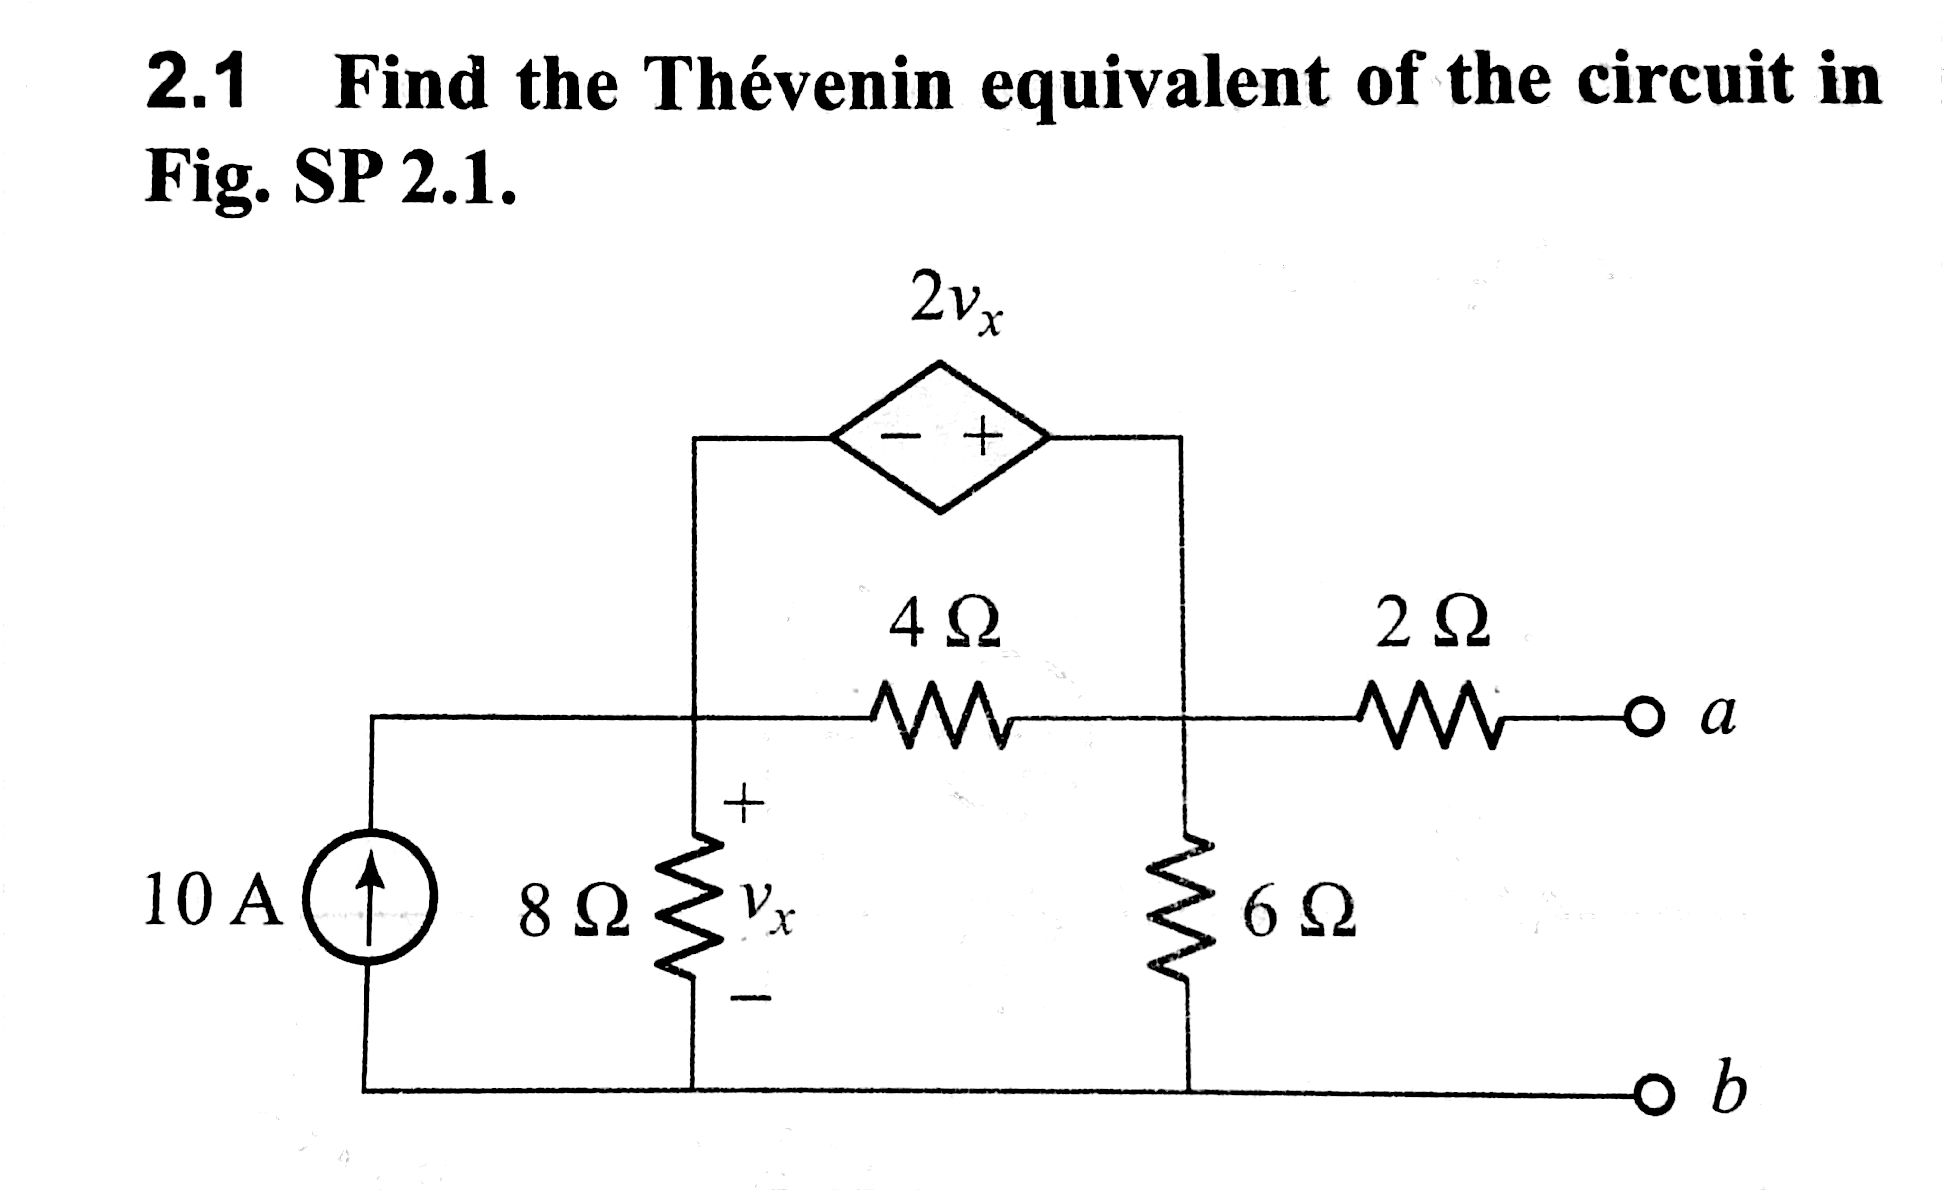 2.1 Find the Thévenin equivalent of the circuit in
Fig. SP 2.1.
2vₓ
− +
4 Ω
2 Ω
a
+
10 A
8 Ω
vₓ
6 Ω
−
b